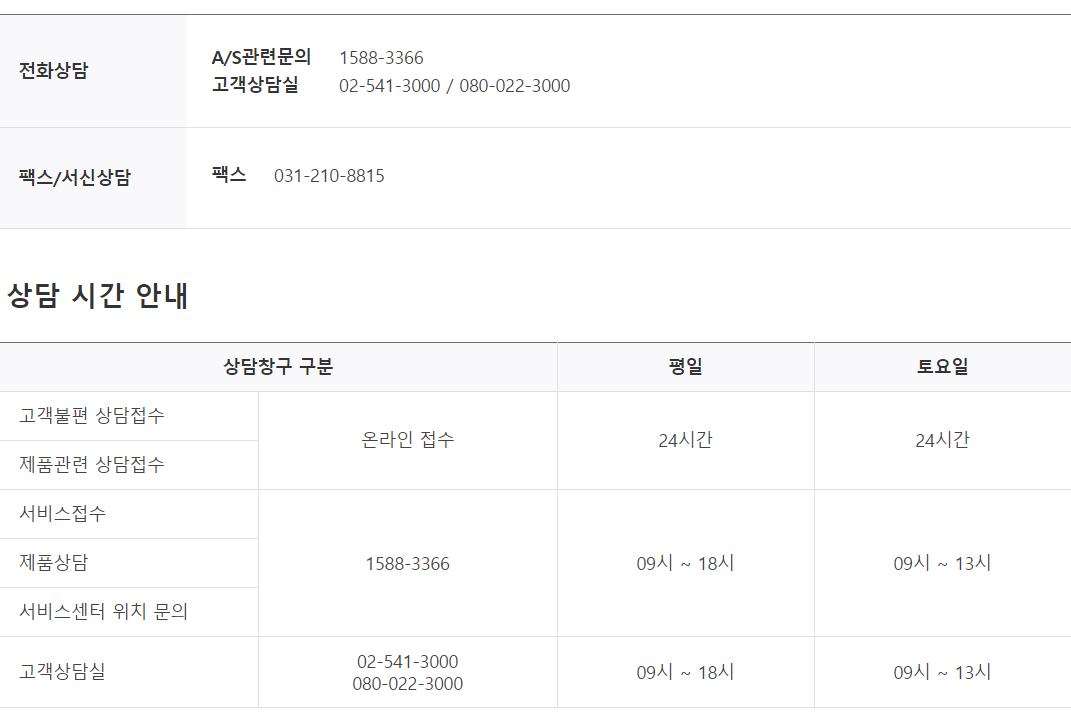 전화상담
A/S관련문의 1588-3366
고객상담실 02-541-3000 / 080-022-3000
팩스/서신상담
팩스 031-210-8815
상담 시간 안내
상담창구 구분 평일 토요일
고객불편 상담접수
온라인 접수 24시간 24시간
제품관련 상담접수
서비스접수
제품상담 1588-3366 09시 ~ 18시 09시 ~ 13시
서비스센터 위치 문의
고객상담실 02-541-3000 09시 ~ 18시 09시 ~ 13시
080-022-3000